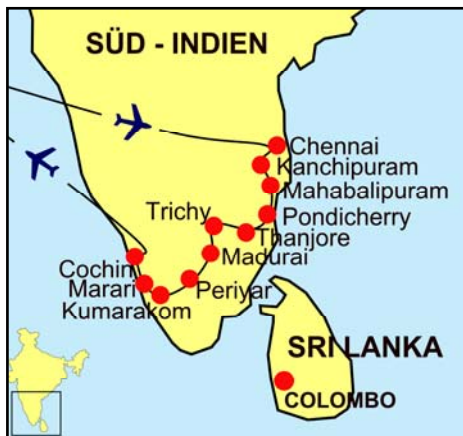 SÜD - INDIEN
Chennai
Kanchipuram
Mahabalipuram
Trichy
Pondicherry
Thanjore
Madurai
Cochin
Marari
Periyar
Kumarakom
SRI LANKA
COLOMBO